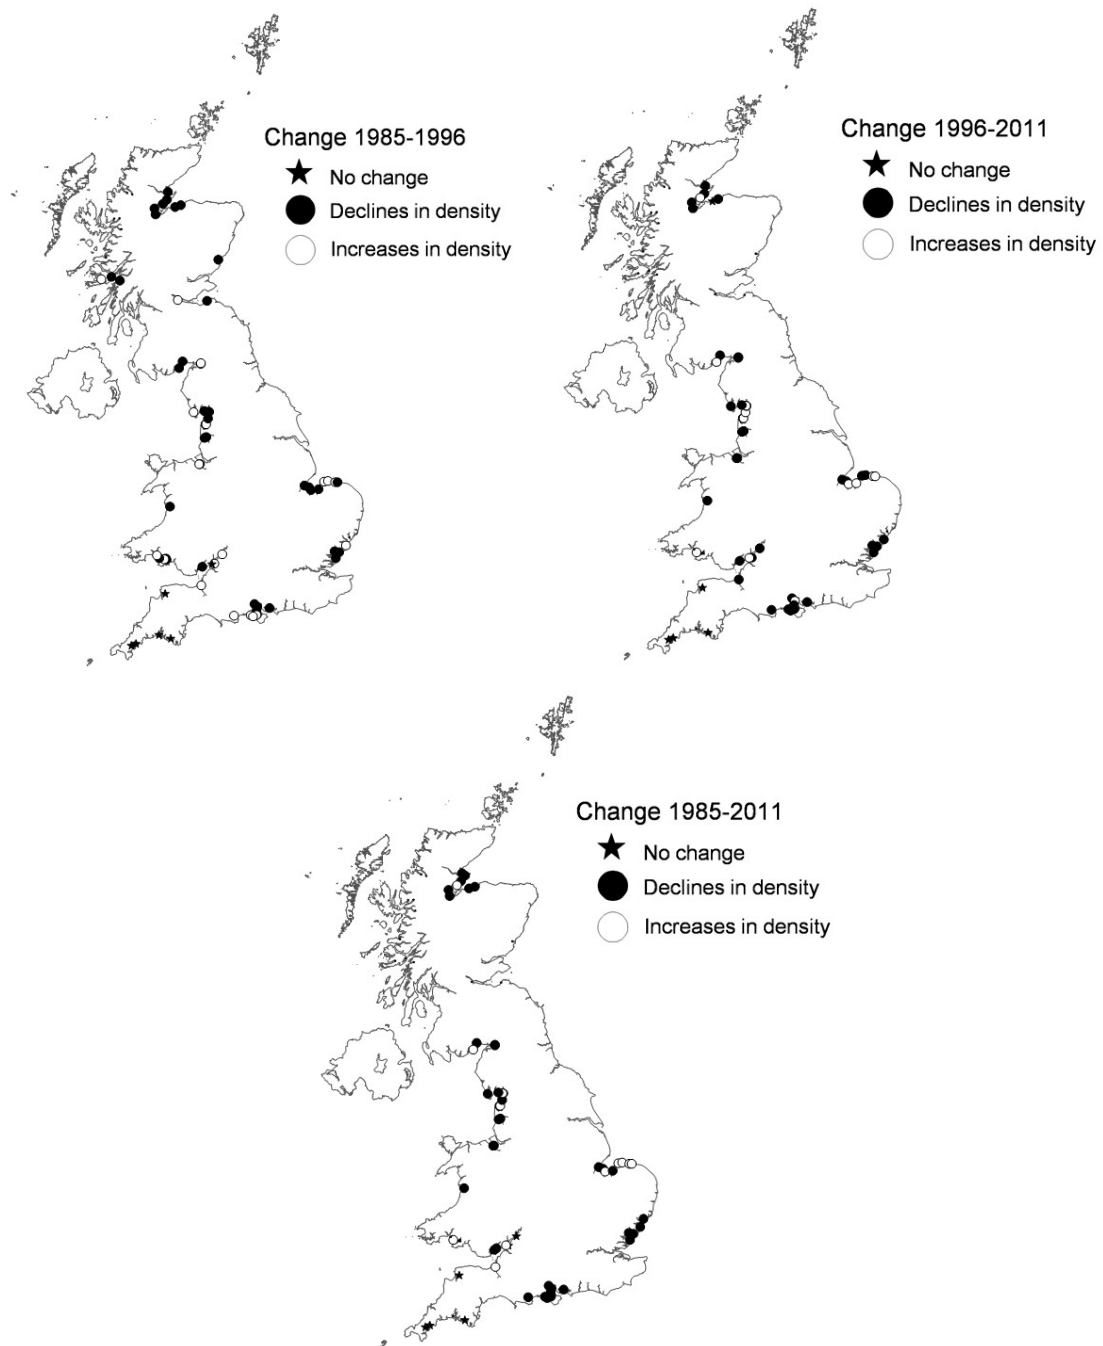 Change 1985-1996
No change
Declines in density
Increases in density
Change 1996-2011
No change
Declines in density
Increases in density
Change 1985-2011
No change
Declines in density
Increases in density